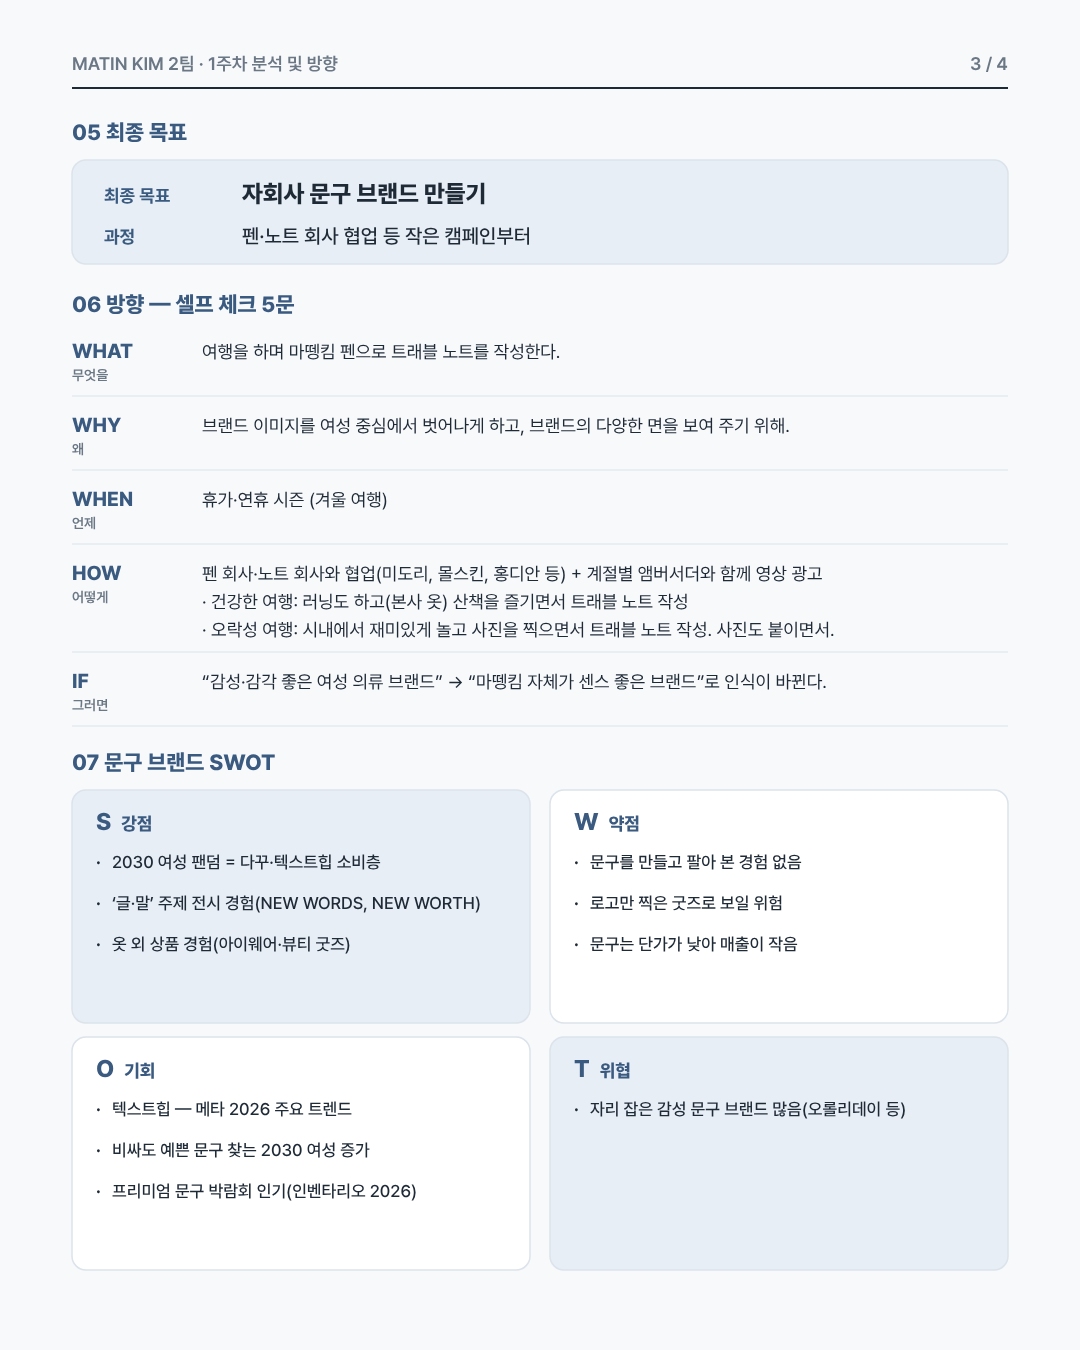 MATIN KIM 2팀 · 1주차 분석 및 방향
3 / 4
05 최종 목표
최종 목표 자회사 문구 브랜드 만들기
과정 펜·노트 회사 협업 등 작은 캠페인부터
06 방향 — 셀프 체크 5문
WHAT 여행을 하며 마뗑킴 펜으로 트래블 노트를 작성한다.
무엇을
WHY 브랜드 이미지를 여성 중심에서 벗어나게 하고, 브랜드의 다양한 면을 보여 주기 위해.
왜
WHEN 휴가·연휴 시즌 (겨울 여행)
언제
HOW 펜 회사·노트 회사와 협업(미도리, 몰스킨, 홍디안 등) + 계절별 앰버서더와 함께 영상 광고
어떻게
· 건강한 여행: 러닝도 하고(본사 옷) 산책을 즐기면서 트래블 노트 작성
· 오락성 여행: 시내에서 재미있게 놀고 사진을 찍으면서 트래블 노트 작성. 사진도 붙이면서.
IF “감성·감각 좋은 여성 의류 브랜드” → “마뗑킴 자체가 센스 좋은 브랜드”로 인식이 바뀐다.
그러면
07 문구 브랜드 SWOT
S 강점
· 2030 여성 팬덤 = 다꾸·텍스트힙 소비층
· ‘글·말’ 주제 전시 경험(NEW WORDS, NEW WORTH)
· 옷 외 상품 경험(아이웨어·뷰티 굿즈)
W 약점
· 문구를 만들고 팔아 본 경험 없음
· 로고만 찍은 굿즈로 보일 위험
· 문구는 단가가 낮아 매출이 작음
O 기회
· 텍스트힙 — 메타 2026 주요 트렌드
· 비싸도 예쁜 문구 찾는 2030 여성 증가
· 프리미엄 문구 박람회 인기(인벤타리오 2026)
T 위협
· 자리 잡은 감성 문구 브랜드 많음(오롤리데이 등)